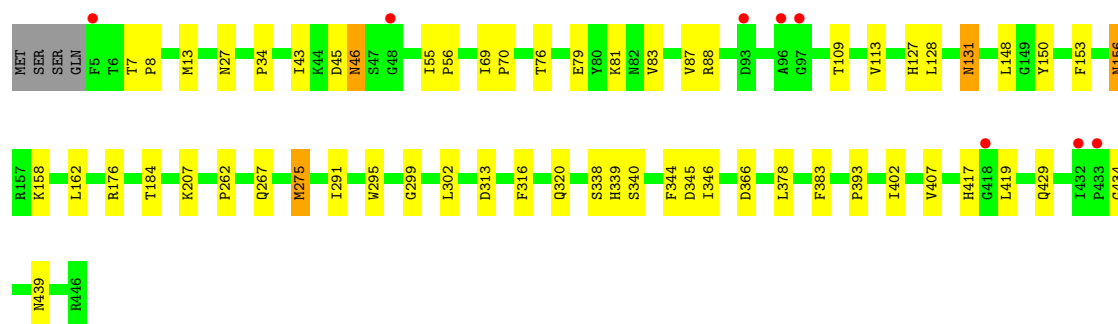 MET SER SER GLN F5 T6 T7 P8 M13 N27 P34 I43 K44 D45 N46 S47 G48 I55 P56 I69 P70 T76 E79 Y80 K81 N82 V83 V87 R88 D93 A96 G97 T109 V113 H127 L128 N131 L148 G149 Y150 F153 N156
R157 K158 L162 R176 T184 K257 P262 Q267 M275 I291 W295 G299 L302 D313 F316 Q320 S338 H339 S340 F344 D345 I346 D366 L378 F383 P393 I402 V407 H417 G418 L419 Q429 I432 P433 G434
N439 R446